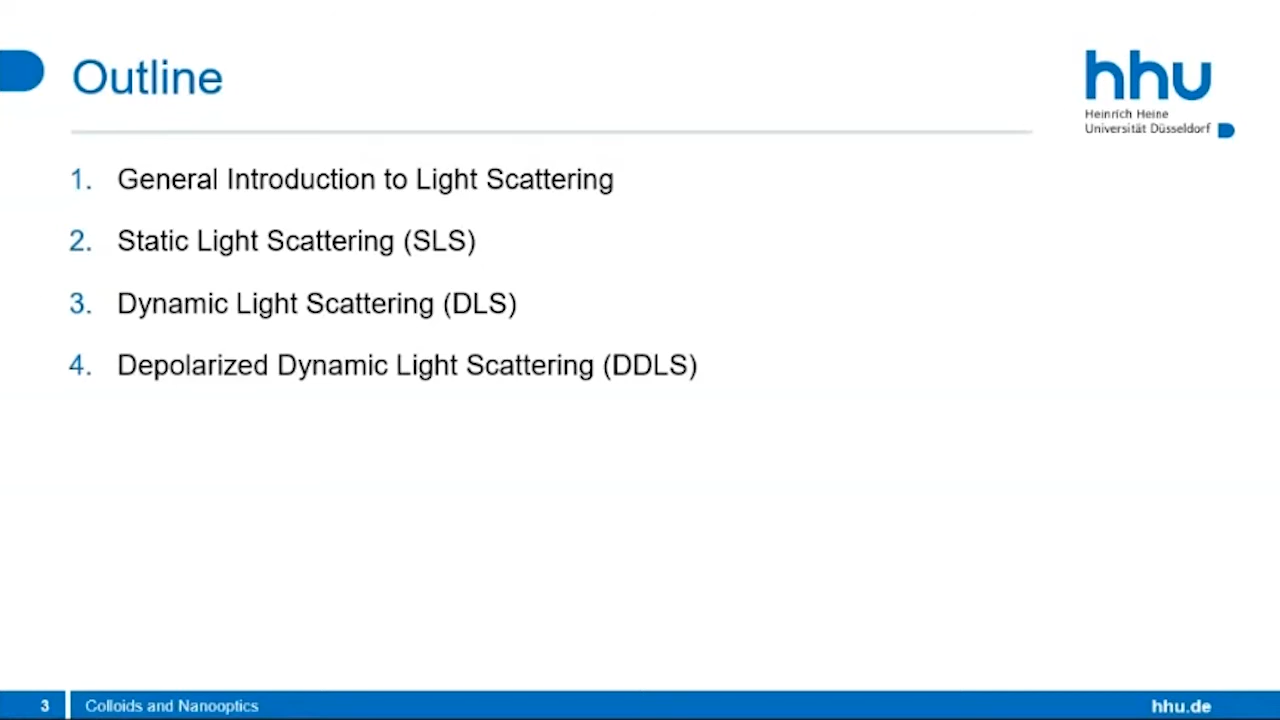 Outline
hhu
Heinrich Heine
Universität Düsseldorf
1. General Introduction to Light Scattering
2. Static Light Scattering (SLS)
3. Dynamic Light Scattering (DLS)
4. Depolarized Dynamic Light Scattering (DDLS)
3 Colloids and Nanooptics hhu.de